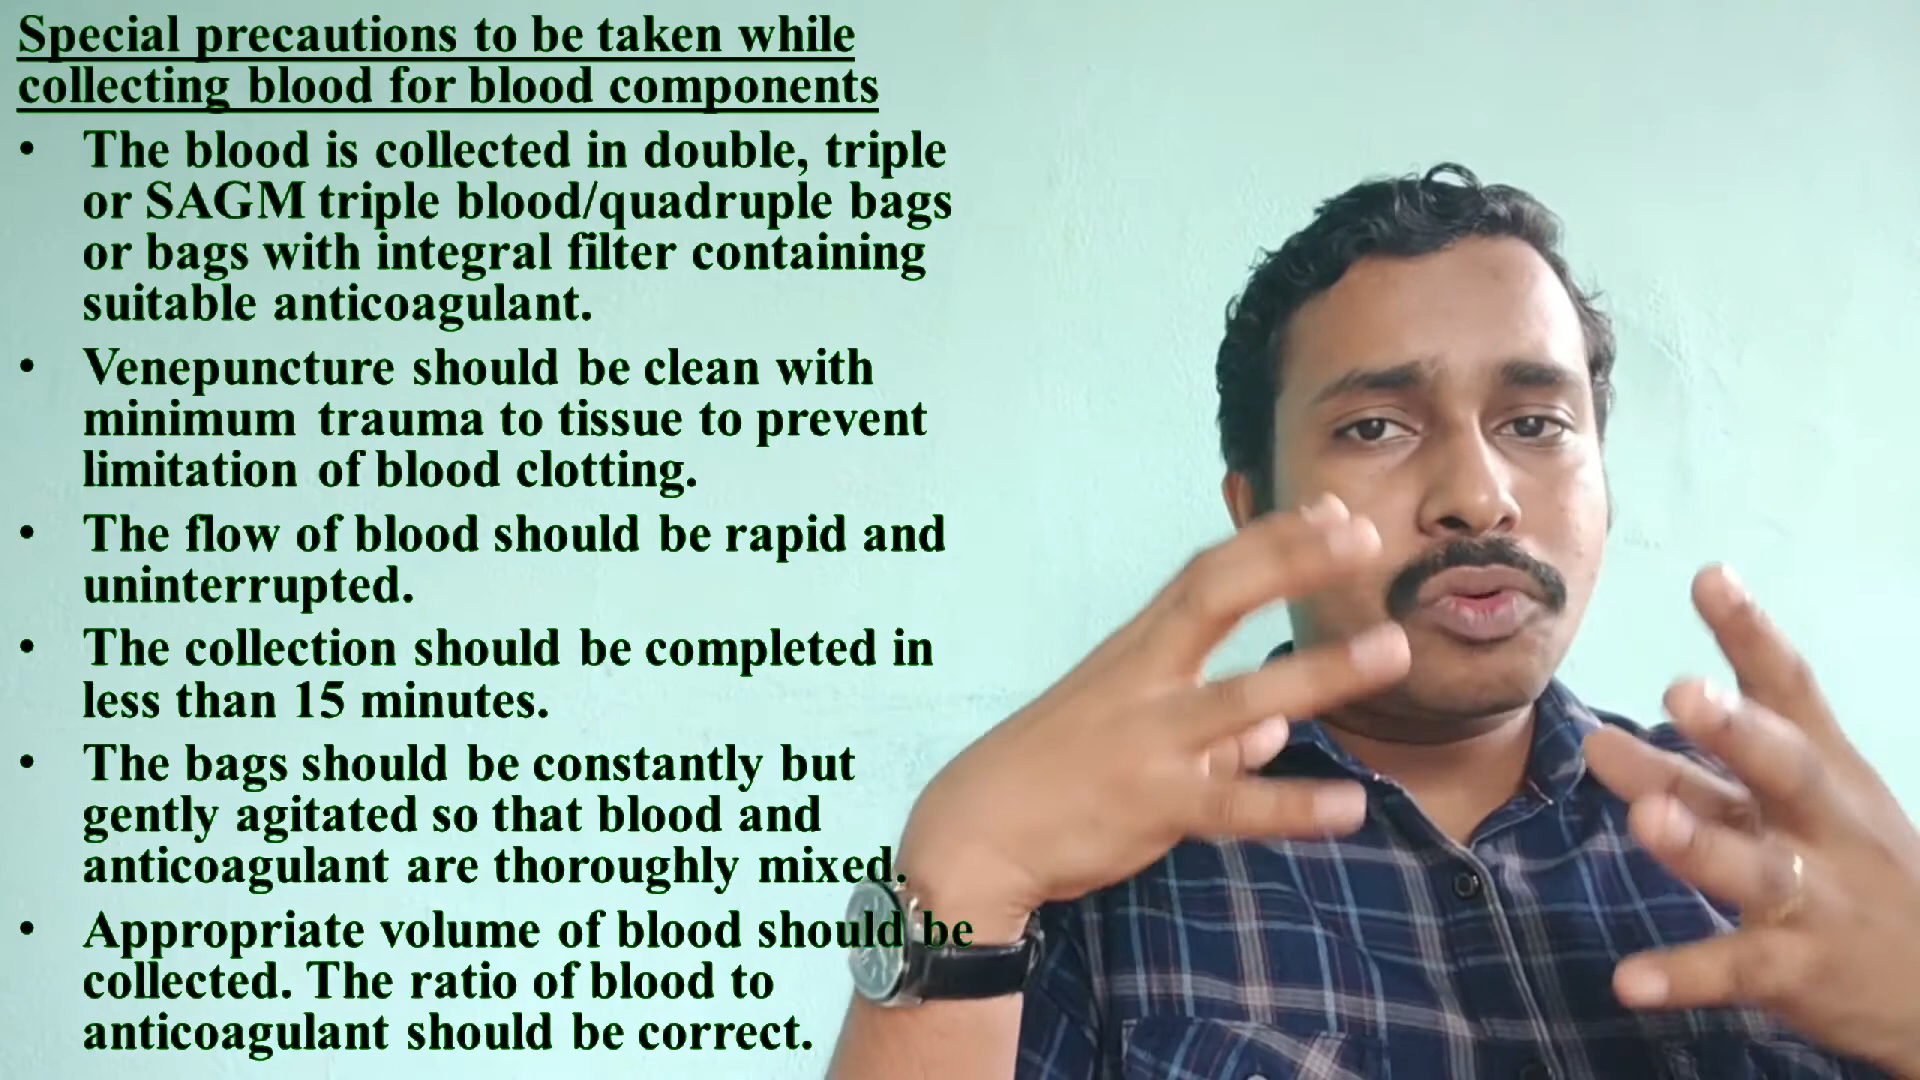 Special precautions to be taken while
collecting blood for blood components
• The blood is collected in double, triple
or SAGM triple blood/quadruple bags
or bags with integral filter containing
suitable anticoagulant.
• Venepuncture should be clean with
minimum trauma to tissue to prevent
limitation of blood clotting.
• The flow of blood should be rapid and
uninterrupted.
• The collection should be completed in
less than 15 minutes.
• The bags should be constantly but
gently agitated so that blood and
anticoagulant are thoroughly mixed.
• Appropriate volume of blood should be
collected. The ratio of blood to
anticoagulant should be correct.